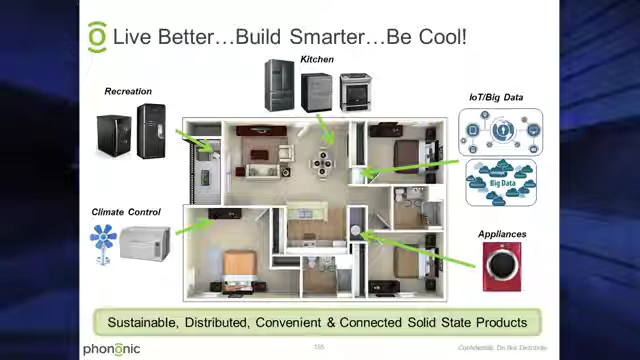 Live Better…Build Smarter…Be Cool!
Kitchen
Recreation
IoT/Big Data
Big Data
Climate Control
Appliances
Sustainable, Distributed, Convenient & Connected Solid State Products
phononic
Confidential. Do Not Distribute